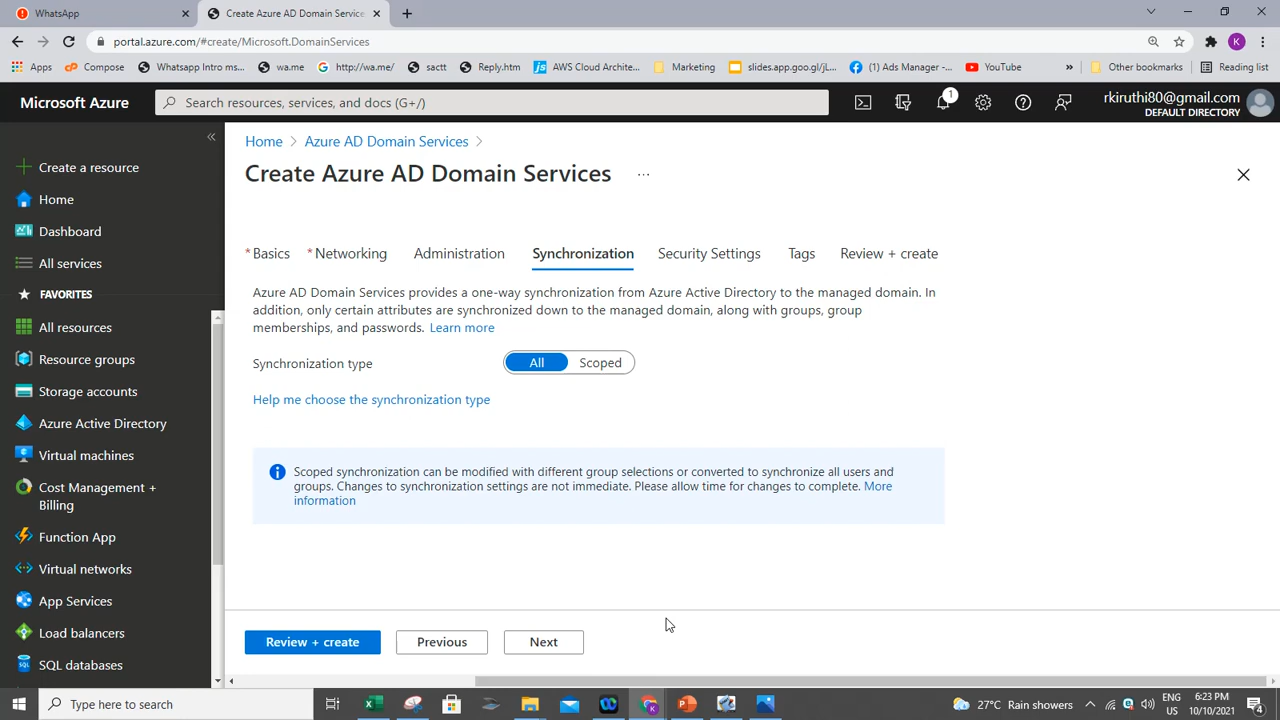 WhatsApp
Create Azure AD Domain Services
portal.azure.com/#create/Microsoft.DomainServices
K
Apps
Compose
Whatsapp Intro ms...
wa.me
http://wa.me/
sactt
Reply.htm
AWS Cloud Archite...
Marketing
slides.app.goo.gl/jL...
(1) Ads Manager -...
YouTube
»
Other bookmarks
Reading list
Microsoft Azure
Search resources, services, and docs (G+/)
1
rkiruthi80@gmail.com
DEFAULT DIRECTORY
Create a resource
Home
Dashboard
All services
FAVORITES
All resources
Resource groups
Storage accounts
Azure Active Directory
Virtual machines
Cost Management +
Billing
Function App
Virtual networks
App Services
Load balancers
SQL databases
Home > Azure AD Domain Services >
Create Azure AD Domain Services ...
* Basics * Networking Administration Synchronization Security Settings Tags Review + create
Azure AD Domain Services provides a one-way synchronization from Azure Active Directory to the managed domain. In
addition, only certain attributes are synchronized down to the managed domain, along with groups, group
memberships, and passwords. Learn more
Synchronization type All Scoped
Help me choose the synchronization type
Scoped synchronization can be modified with different group selections or converted to synchronize all users and
groups. Changes to synchronization settings are not immediate. Please allow time for changes to complete. More
information
Review + create Previous Next
Type here to search
27°C Rain showers
ENG
US
6:23 PM
10/10/2021
4